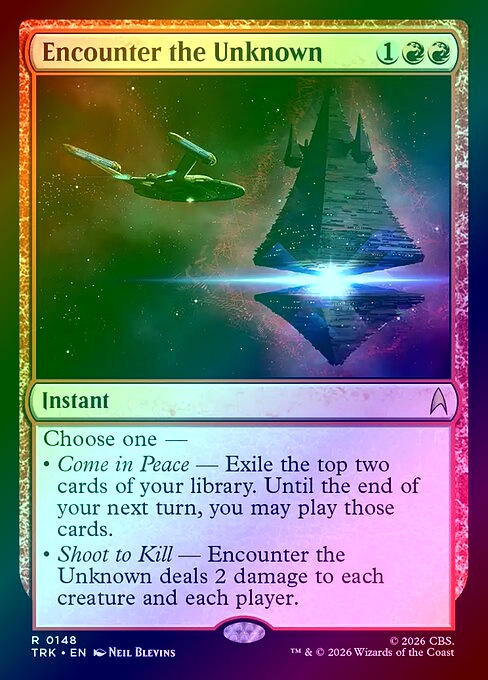 Encounter the Unknown 1
Instant
Choose one —
• Come in Peace — Exile the top two
cards of your library. Until the end of
your next turn, you may play those
cards.
• Shoot to Kill — Encounter the
Unknown deals 2 damage to each
creature and each player.
R 0148 © 2026 CBS.
TRK • EN Neil Blevins ™ & © 2026 Wizards of the Coast